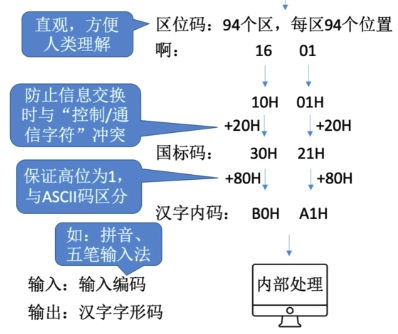 直观，方便
人类理解
区位码：94个区，每区94个位置
啊： 16 01
防止信息交换
时与“控制/通
信字符”冲突
10H 01H
+20H +20H
国标码： 30H 21H
保证高位为1，
与ASCII码区分
+80H +80H
汉字内码： B0H A1H
如：拼音、
五笔输入法
输入：输入编码
输出：汉字字形码
内部处理